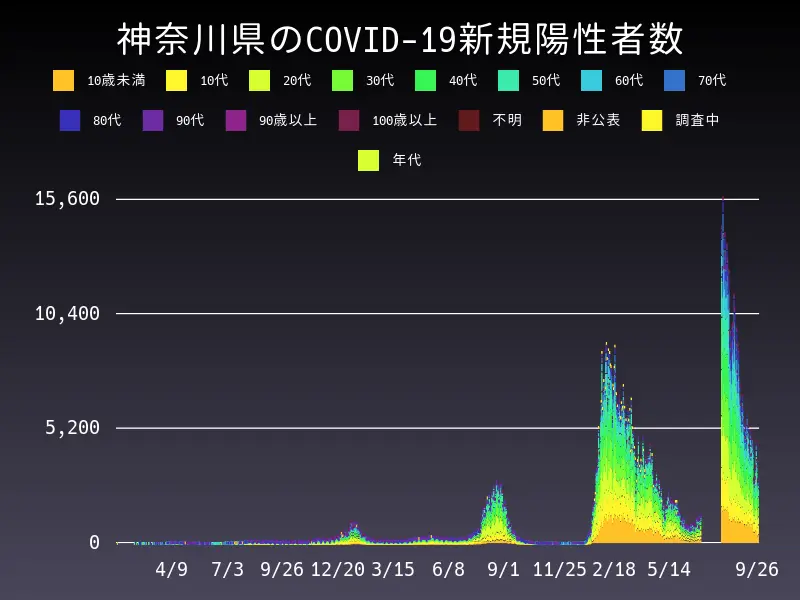 神奈川県のCOVID-19新規陽性者数
10歳未満 10代 20代 30代 40代 50代 60代 70代
80代 90代 90歳以上 100歳以上 不明 非公表 調査中
年代
15,600
10,400
5,200
0
4/9 7/3 9/26 12/20 3/15 6/8 9/1 11/25 2/18 5/14 9/26